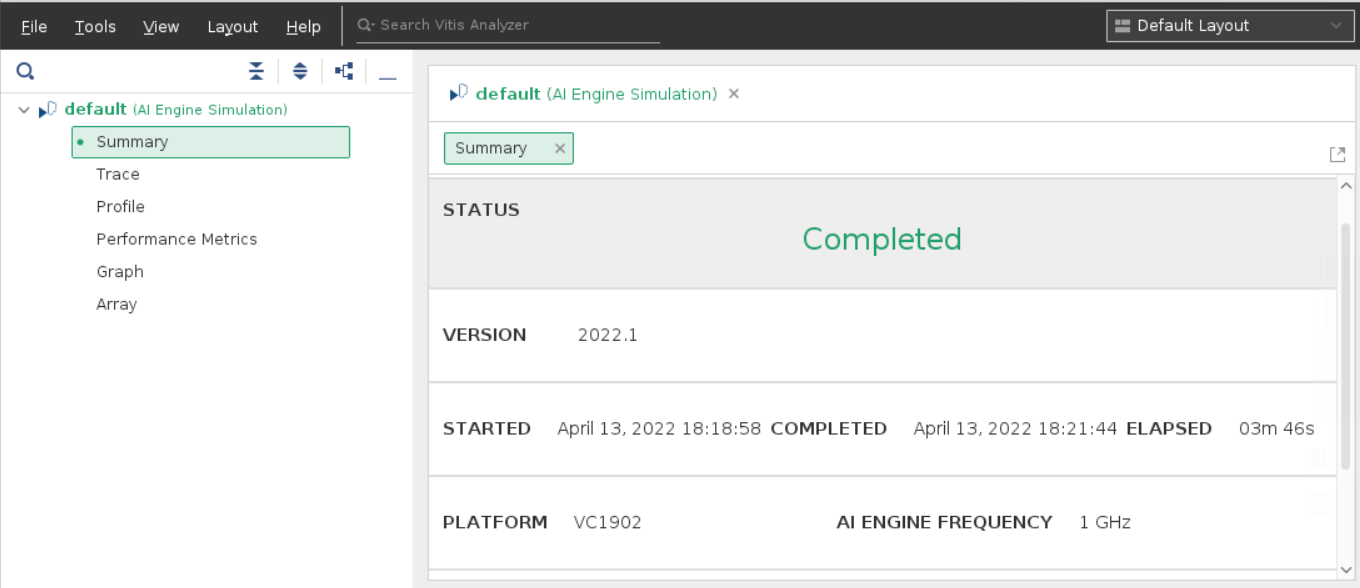 File Tools View Layout Help Search Vitis Analyzer Default Layout
default (AI Engine Simulation)
Summary
Trace
Profile
Performance Metrics
Graph
Array
default (AI Engine Simulation)
Summary
STATUS
Completed
VERSION 2022.1
STARTED April 13, 2022 18:18:58 COMPLETED April 13, 2022 18:21:44 ELAPSED 03m 46s
PLATFORM VC1902 AI ENGINE FREQUENCY 1 GHz